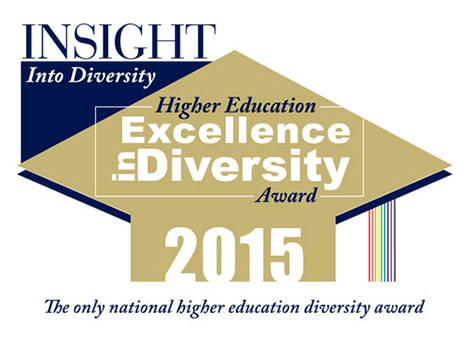 INSIGHT
Into Diversity
Higher Education
Excellence
in Diversity
Award
2015
The only national higher education diversity award